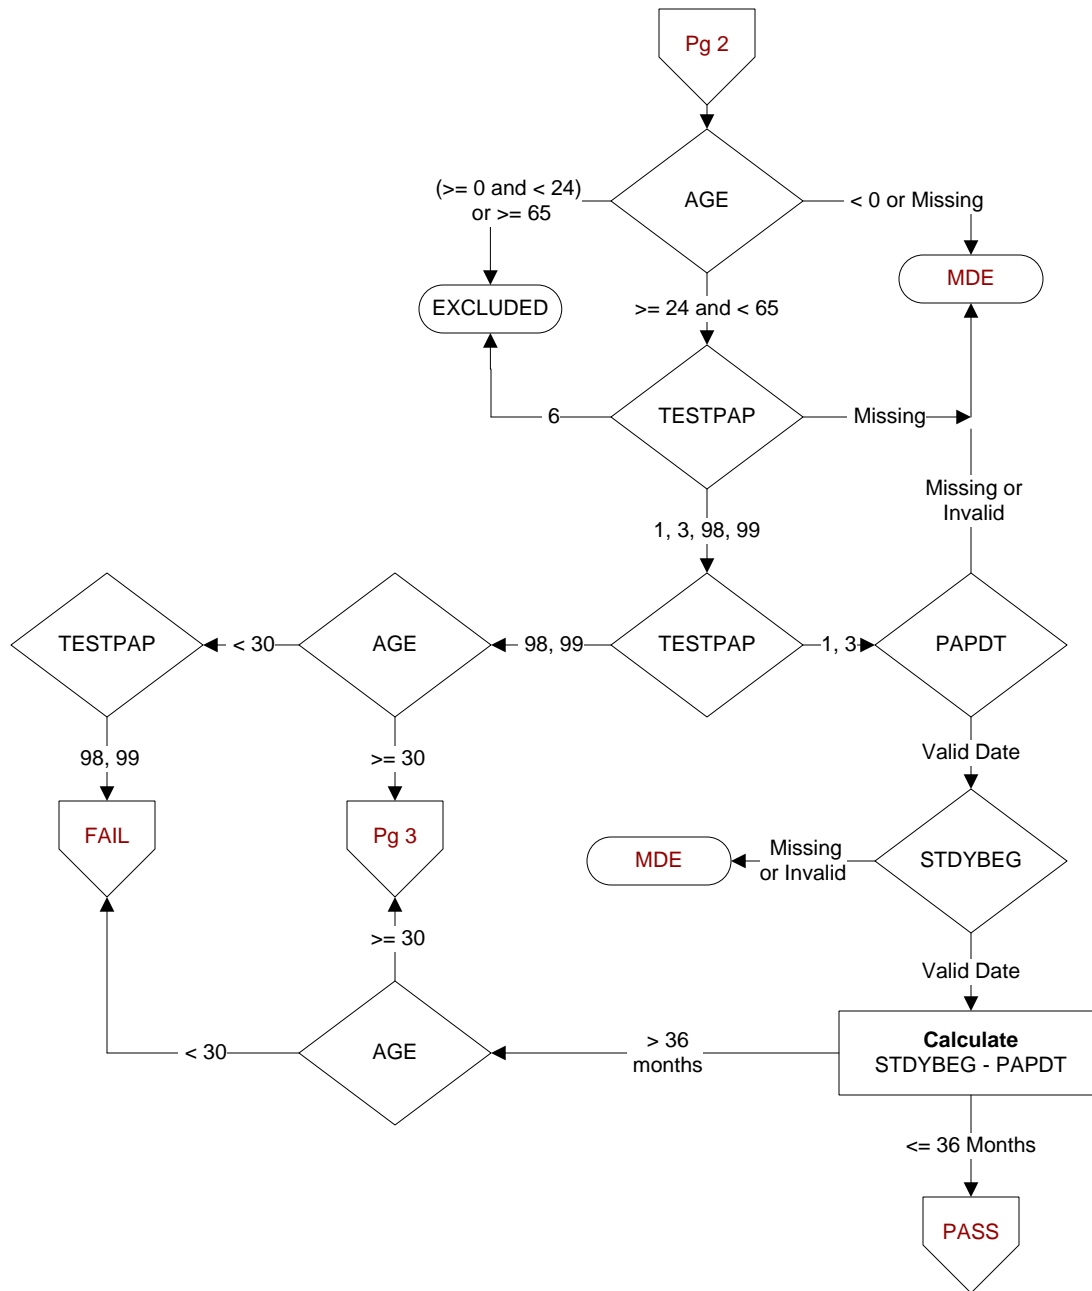 Pg 2
AGE
(>= 0 and < 24)
or >= 65
< 0 or Missing
MDE
EXCLUDED
>= 24 and < 65
TESTPAP
6
Missing
Missing or
Invalid
1, 3, 98, 99
TESTPAP
< 30
AGE
98, 99
TESTPAP
1, 3
PAPDT
98, 99
>= 30
Valid Date
FAIL
Pg 3
MDE
Missing
or Invalid
STDYBEG
>= 30
Valid Date
< 30
AGE
> 36
months
Calculate
STDYBEG - PAPDT
<= 36 Months
PASS